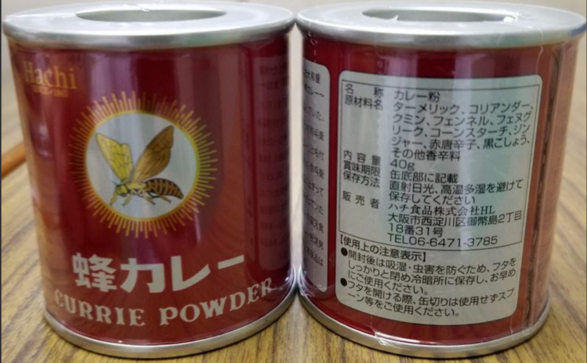 Hachi
蜂カレー
CURRIE POWDER
名 称 カレー粉
原材料名 ターメリック、コリアンダー、
クミン、フェンネル、フェヌグ
リーク、コーンスターチ、ジン
ジャー、赤唐辛子、黒こしょう、
その他香辛料
内容量 40g
賞味期限 缶底部に記載
保存方法 直射日光、高温多湿を避けて
保存してください
販売者 ハチ食品株式会社HL
大阪市西淀川区御幣島2丁目
18番31号
TEL06-6471-3785
【使用上の注意表示】
●開封後は吸湿・虫害を防ぐため、フタを
しっかりと閉め冷暗所に保存し、お早め
にご使用ください。
●フタを開ける際、缶切りは使用せずスプ
ーン等をご使用ください。